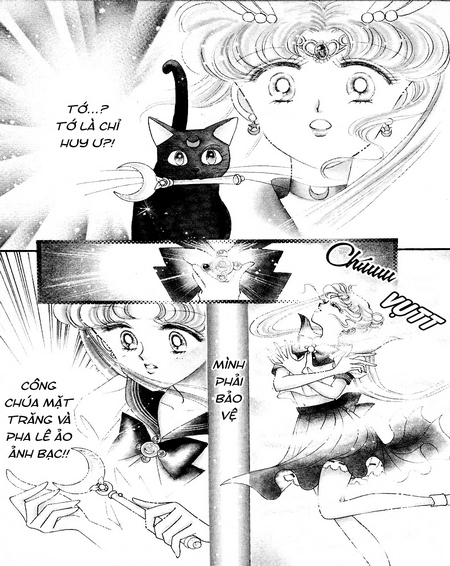 TỚ...?
TỚ LÀ CHỈ
HUY Ư?!
Cháuuu
VỤTT
CÔNG
CHÚA MẶT
TRĂNG VÀ
PHA LÊ ẢO
ẢNH BẠC!!
MÌNH
PHẢI
BẢO
VỆ